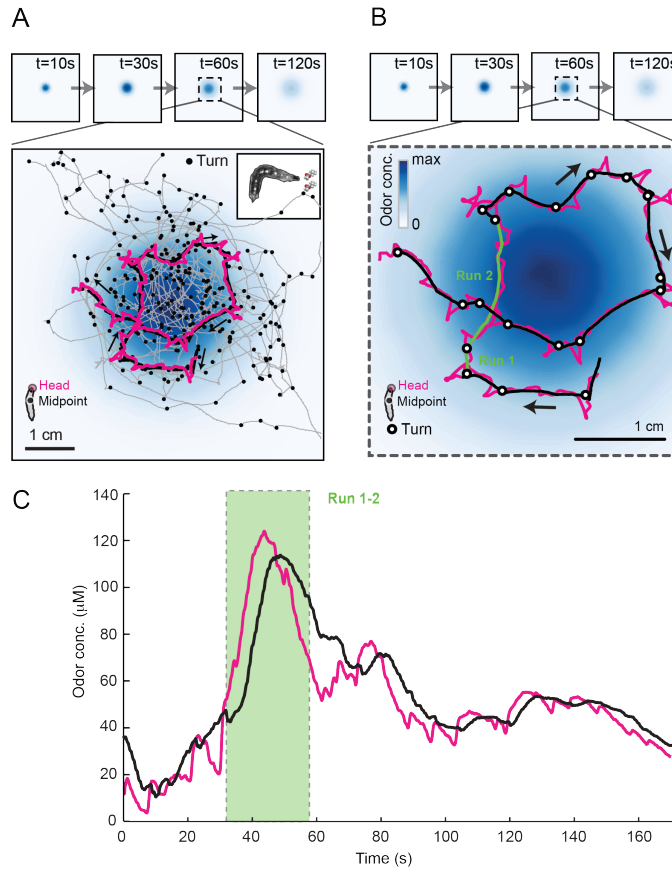 A
B
t=10s t=30s t=60s t=120s
t=10s t=30s t=60s t=120s
Turn
Head
Midpoint
1 cm
Odor conc.
max
0
Run 2
Run 1
Head
Midpoint
Turn
1 cm
C
Run 1-2
Odor conc. (μM)
140
120
100
80
60
40
20
0
0 20 40 60 80 100 120 140 160
Time (s)